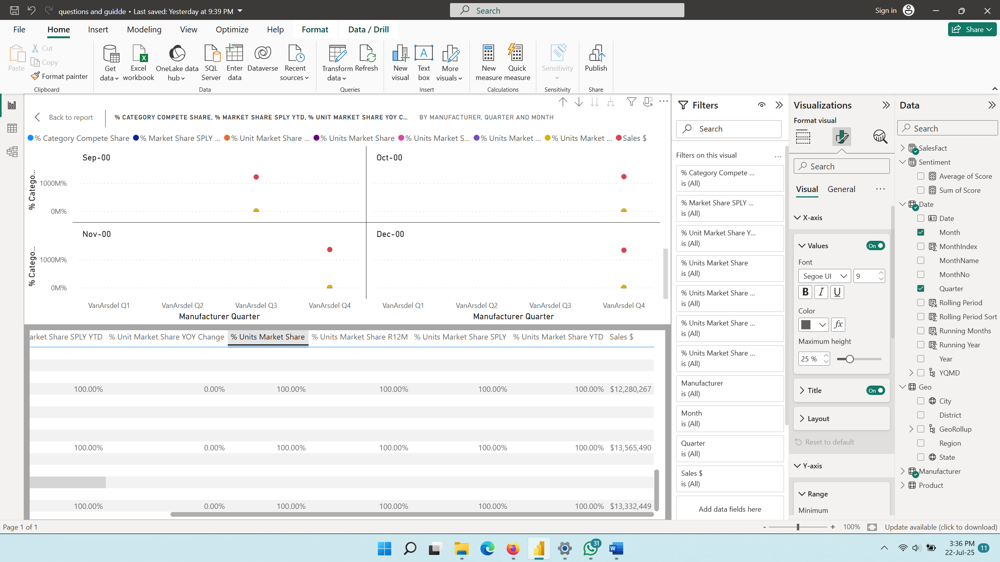 questions and guidde • Last saved: Yesterday at 9:39 PM
Search
Sign in
File Home Insert Modeling View Optimize Help Format Data / Drill
Share
Paste
Cut
Copy
Format painter
Clipboard
Get data
Excel workbook
OneLake data hub
SQL Server
Enter data
Dataverse
Recent sources
Data
Transform data
Refresh
Queries
New visual
Text box
More visuals
Insert
New measure
Quick measure
Calculations
Sensitivity
Sensitivity
Publish
Share
Back to report
% CATEGORY COMPETE SHARE, % MARKET SHARE SPLY YTD, % UNIT MARKET SHARE YOY C...
BY MANUFACTURER, QUARTER AND MONTH
% Category Compete Share % Market Share SPLY ... % Unit Market Share ... % Units Market Share % Units Market S... % Units Market ... % Units Market ... Sales $
Sep-00 Oct-00
% Catego...
1000M%
0M%
Nov-00 Dec-00
% Catego...
1000M%
0M%
VanArsdel Q1 VanArsdel Q2 VanArsdel Q3 VanArsdel Q4 VanArsdel Q1 VanArsdel Q2 VanArsdel Q3 VanArsdel Q4
Manufacturer Quarter Manufacturer Quarter
arket Share SPLY YTD % Unit Market Share YOY Change % Units Market Share % Units Market Share R12M % Units Market Share SPLY % Units Market Share YTD Sales $
100.00% 0.00% 100.00% 100.00% 100.00% 100.00% $12,280,267
100.00% 0.00% 100.00% 100.00% 100.00% 100.00% $13,565,490
100.00% 0.00% 100.00% 100.00% 100.00% 100.00% $13,332,449
Filters
Search
Filters on this visual ...
% Category Compete ...
is (All)
% Market Share SPLY ...
is (All)
% Unit Market Share Y...
is (All)
% Units Market Share
is (All)
% Units Market Share ...
is (All)
% Units Market Share ...
is (All)
% Units Market Share ...
is (All)
Manufacturer
is (All)
Month
is (All)
Quarter
is (All)
Sales $
is (All)
Add data fields here
Visualizations
Format visual
Search
Visual General ...
X-axis
Values On
Font
Segoe UI 9
B I U
Color
fx
Maximum height
25 %
Title On
Layout
Reset to default
Y-axis
Range
Minimum
Data
Search
SalesFact
Sentiment
Average of Score
Sum of Score
Date
Date
Month
MonthIndex
MonthName
MonthNo
Quarter
Rolling Period
Rolling Period Sort
Running Months
Running Year
Year
YQMD
Geo
City
District
GeoRollup
Region
State
Manufacturer
Product
Page 1 of 1
- + 100%
Update available (click to download)
31
W
3:36 PM
22-Jul-25
11